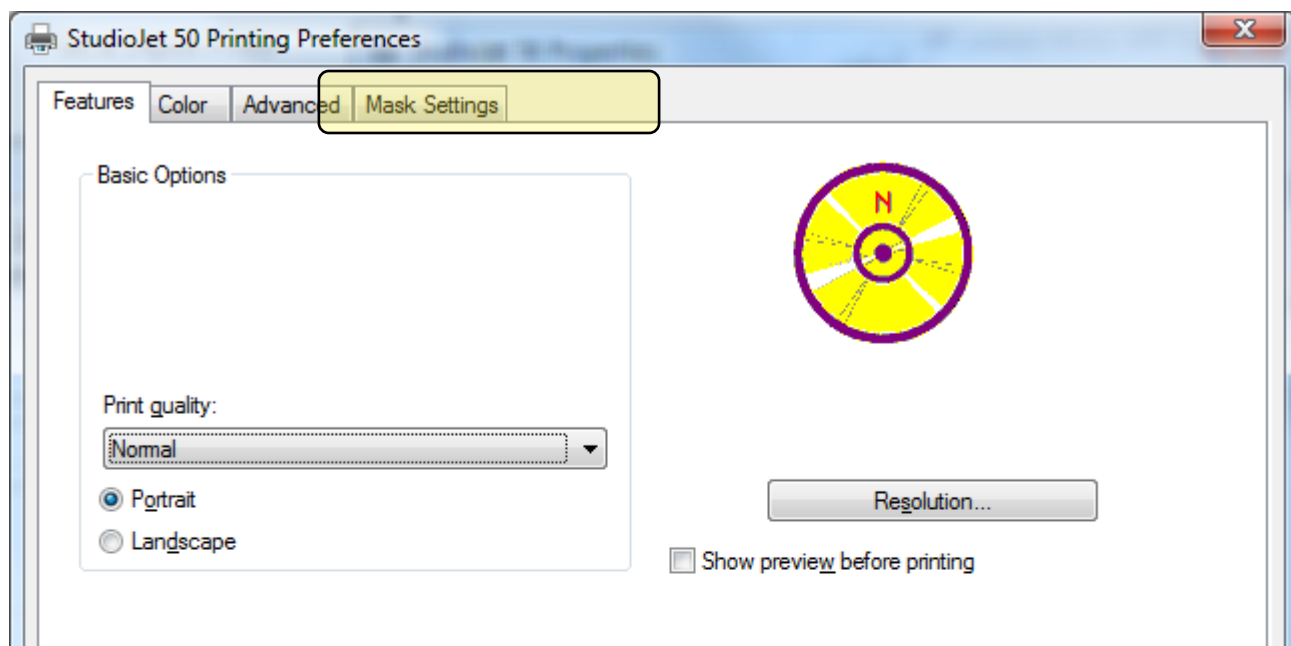 StudioJet 50 Printing Preferences
Features Color Advanced Mask Settings
Basic Options
N
Print quality:
Normal
Portrait
Landscape
Resolution...
Show preview before printing